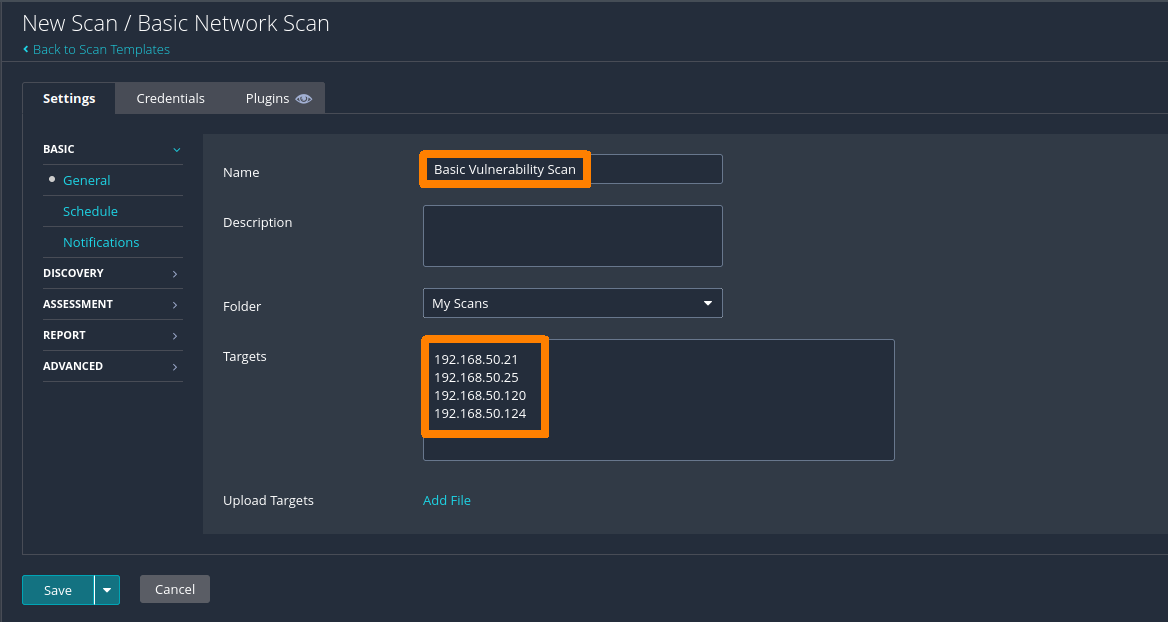 New Scan / Basic Network Scan
Back to Scan Templates
Settings
Credentials
Plugins
BASIC
General
Schedule
Notifications
DISCOVERY
ASSESSMENT
REPORT
ADVANCED
Name
Basic Vulnerability Scan
Description
Folder
My Scans
Targets
192.168.50.21
192.168.50.25
192.168.50.120
192.168.50.124
Upload Targets
Add File
Save
Cancel